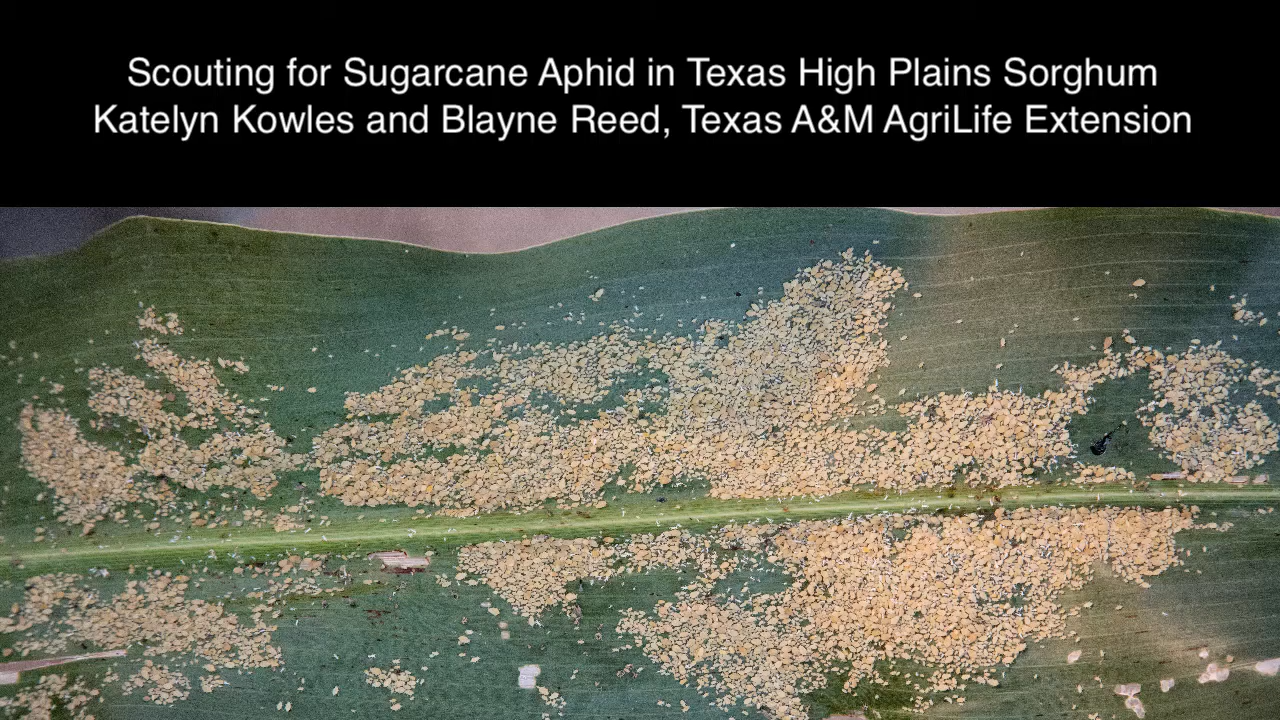 Scouting for Sugarcane Aphid in Texas High Plains Sorghum
Katelyn Kowles and Blayne Reed, Texas A&M AgriLife Extension